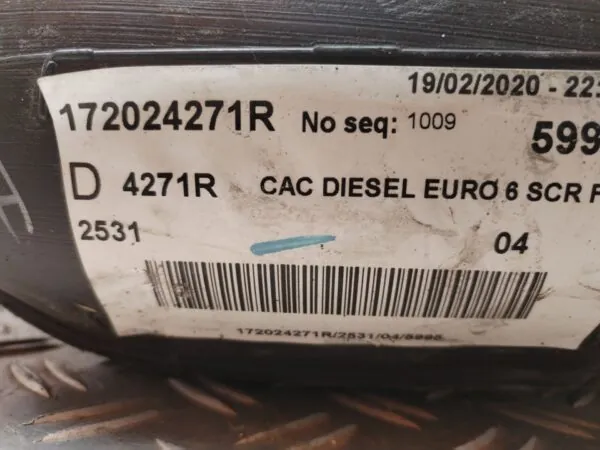 19/02/2020 - 22:
172024271R No seq: 1009 599
D 4271R CAC DIESEL EURO 6 SCR F
2531 04
172024271R/2531/04/5995